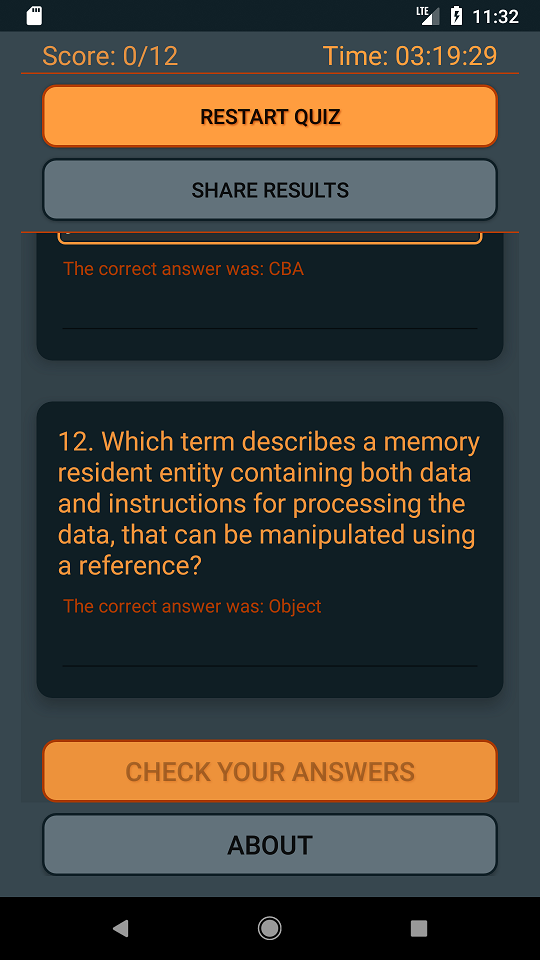 LTE 11:32
Score: 0/12 Time: 03:19:29
RESTART QUIZ
SHARE RESULTS
The correct answer was: CBA
12. Which term describes a memory
resident entity containing both data
and instructions for processing the
data, that can be manipulated using
a reference?
The correct answer was: Object
CHECK YOUR ANSWERS
ABOUT